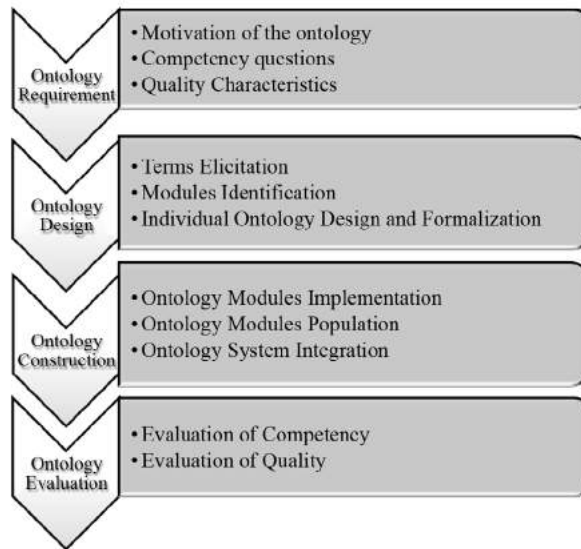 Ontology
Requirement
• Motivation of the ontology
• Competency questions
• Quality Characteristics
Ontology
Design
• Terms Elicitation
• Modules Identification
• Individual Ontology Design and Formalization
Ontology
Construction
• Ontology Modules Implementation
• Ontology Modules Population
• Ontology System Integration
Ontology
Evaluation
• Evaluation of Competency
• Evaluation of Quality